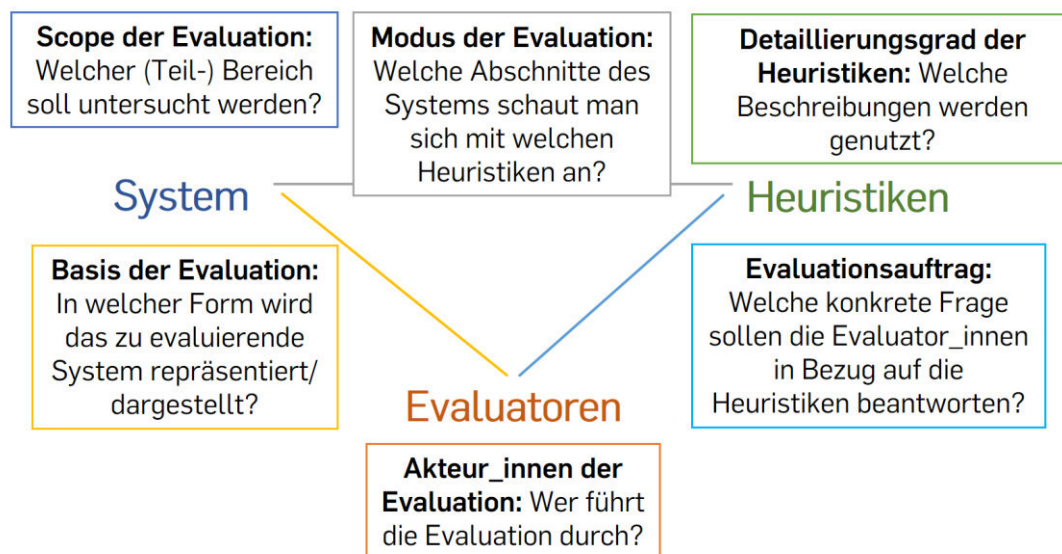 Scope der Evaluation:
Welcher (Teil-) Bereich
soll untersucht werden?
Modus der Evaluation:
Welche Abschnitte des
Systems schaut man
sich mit welchen
Heuristiken an?
Detaillierungsgrad der
Heuristiken: Welche
Beschreibungen werden
genutzt?
System
Heuristiken
Basis der Evaluation:
In welcher Form wird
das zu evaluierende
System repräsentiert/
dargestellt?
Evaluationsauftrag:
Welche konkrete Frage
sollen die Evaluator_innen
in Bezug auf die
Heuristiken beantworten?
Evaluatoren
Akteur_innen der
Evaluation: Wer führt
die Evaluation durch?